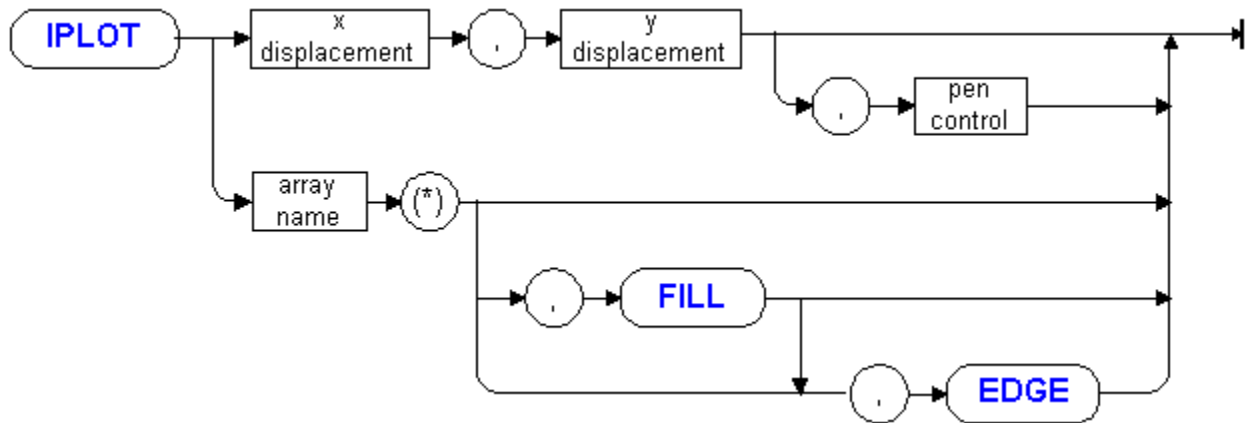 IPLOT
x
displacement
,
y
displacement
,
pen
control
array
name
(*)
,
FILL
,
EDGE